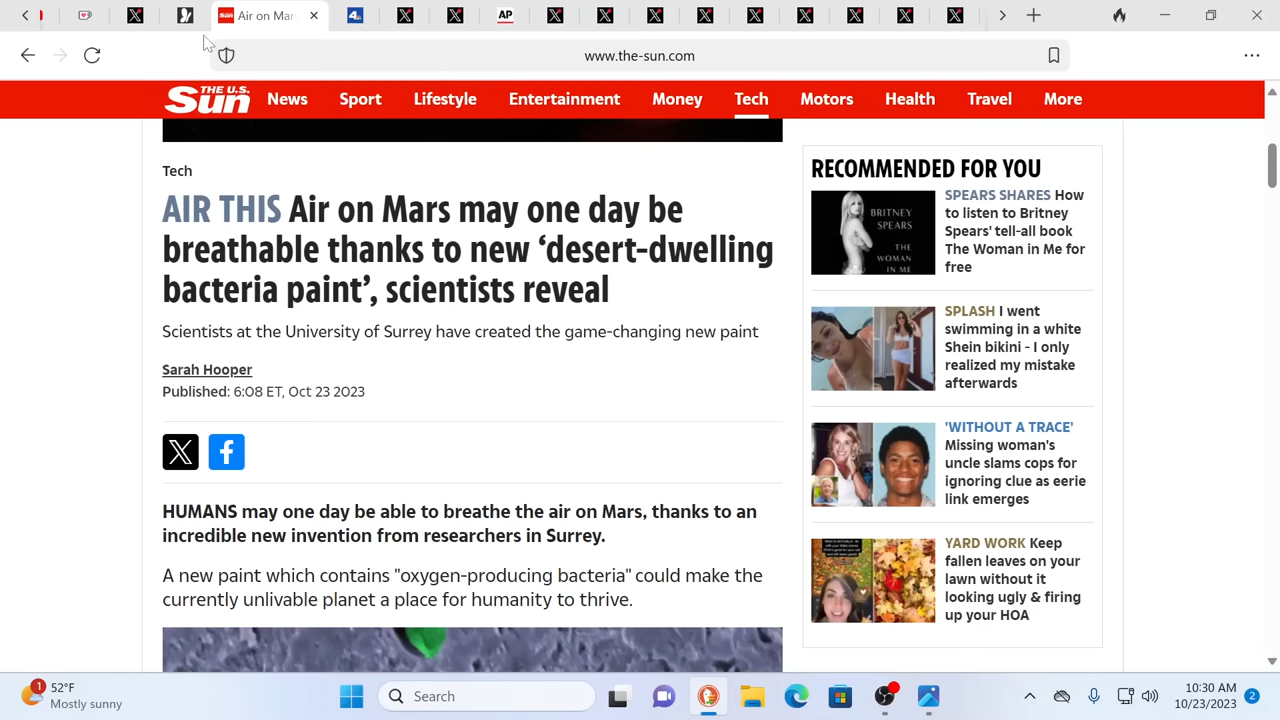 Air on Mar
AP
www.the-sun.com
THE U.S.
Sun
News Sport Lifestyle Entertainment Money Tech Motors Health Travel More
Tech
AIR THIS Air on Mars may one day be
breathable thanks to new ‘desert-dwelling
bacteria paint’, scientists reveal
Scientists at the University of Surrey have created the game-changing new paint
Sarah Hooper
Published: 6:08 ET, Oct 23 2023
HUMANS may one day be able to breathe the air on Mars, thanks to an
incredible new invention from researchers in Surrey.
A new paint which contains "oxygen-producing bacteria" could make the
currently unlivable planet a place for humanity to thrive.
RECOMMENDED FOR YOU
BRITNEY
SPEARS
THE
WOMAN
IN ME
SPEARS SHARES How
to listen to Britney
Spears' tell-all book
The Woman in Me for
free
SPLASH I went
swimming in a white
Shein bikini - I only
realized my mistake
afterwards
'WITHOUT A TRACE'
Missing woman's
uncle slams cops for
ignoring clue as eerie
link emerges
YARD WORK Keep
fallen leaves on your
lawn without it
looking ugly & firing
up your HOA
1
52°F
Mostly sunny
Search
10:30 AM
10/23/2023
2